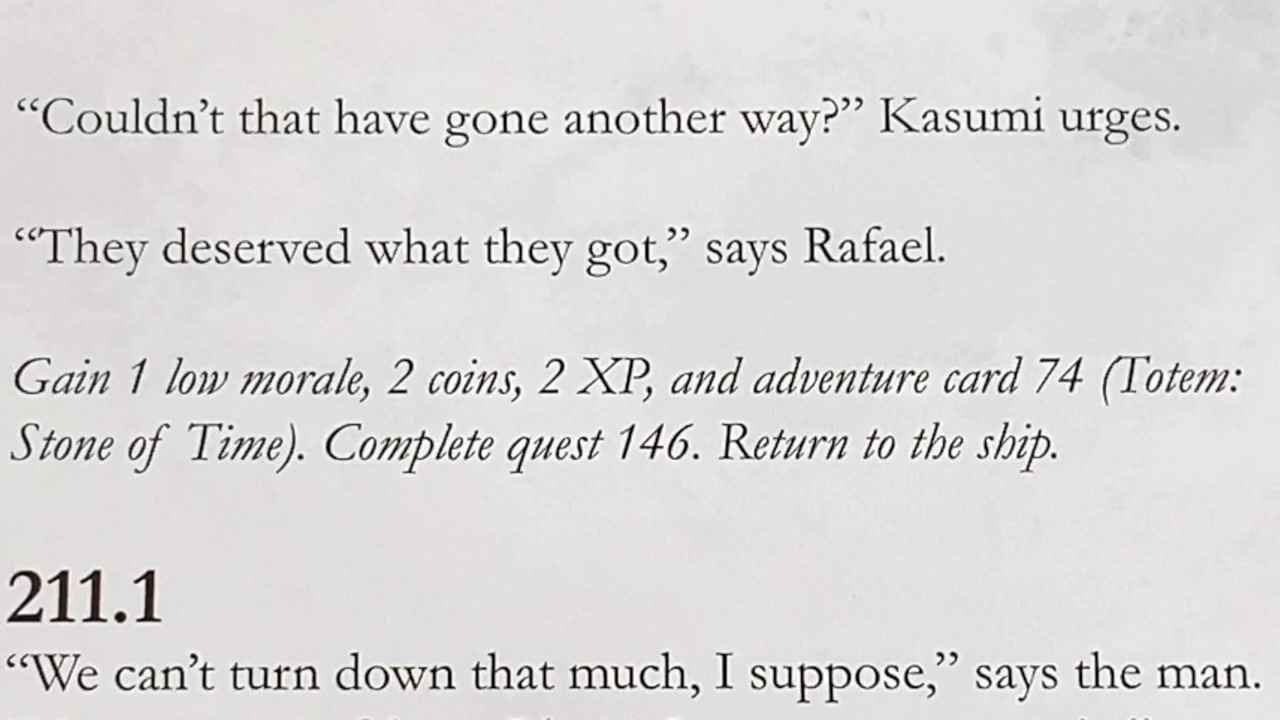 “Couldn’t that have gone another way?” Kasumi urges.
“They deserved what they got,” says Rafael.
Gain 1 low morale, 2 coins, 2 XP, and adventure card 74 (Totem:
Stone of Time). Complete quest 146. Return to the ship.
211.1
“We can’t turn down that much, I suppose,” says the man.